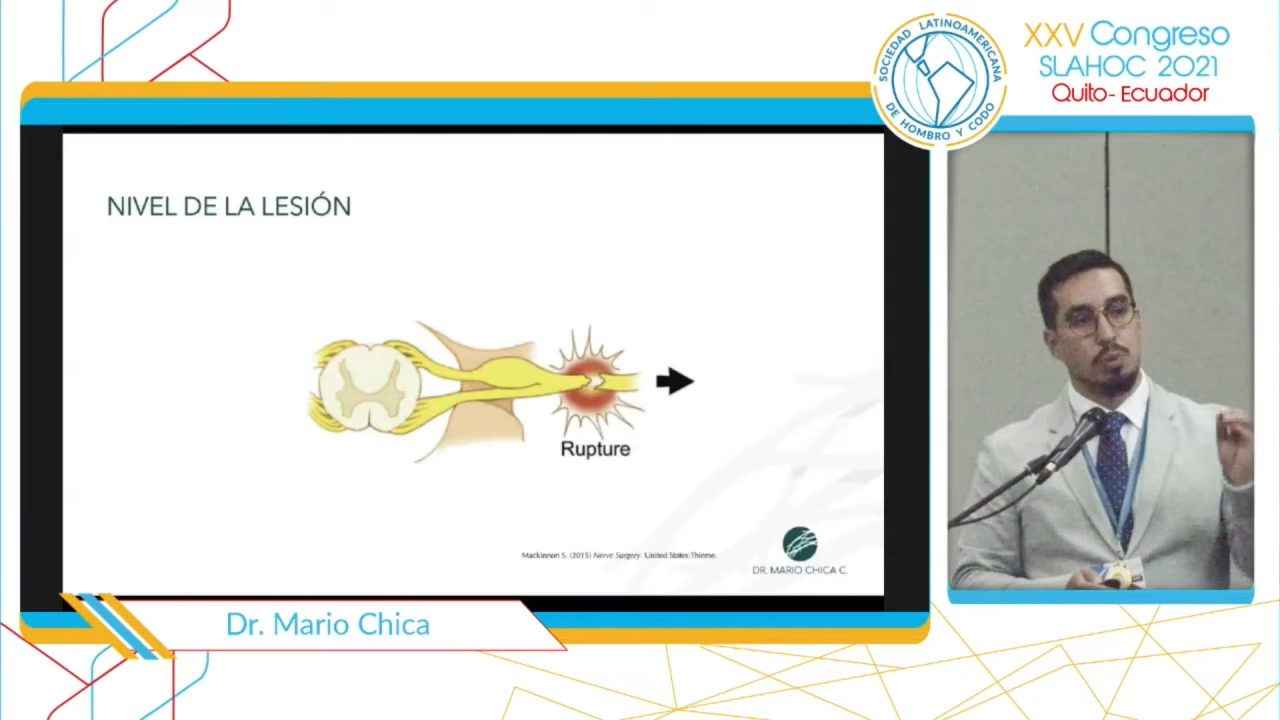 SOCIEDAD LATINOAMERICANA
DE HOMBRO Y CODO
XXV Congreso
SLAHOC 2021
Quito- Ecuador
NIVEL DE LA LESIÓN
Rupture
Mackinnon S. (2015) Nerve Surgery. United States:Thieme.
DR. MARIO CHICA C.
Dr. Mario Chica